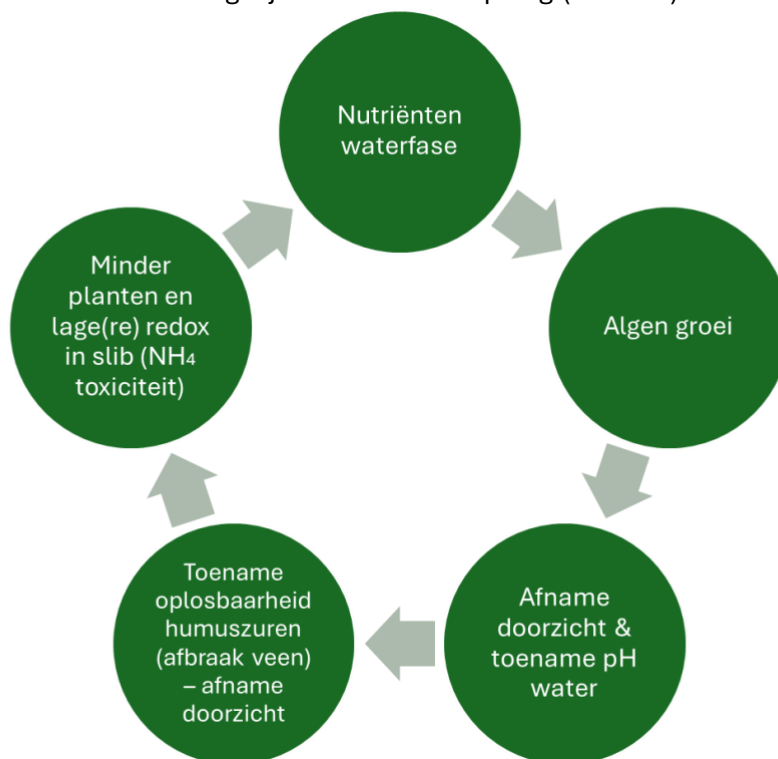 Nutriënten
waterfase
Algen groei
Afname
doorzicht &
toename pH
water
Toename
oplosbaarheid
humuszuren
(afbraak veen)
– afname
doorzicht
Minder
planten en
lage(re) redox
in slib (NH₄
toxiciteit)